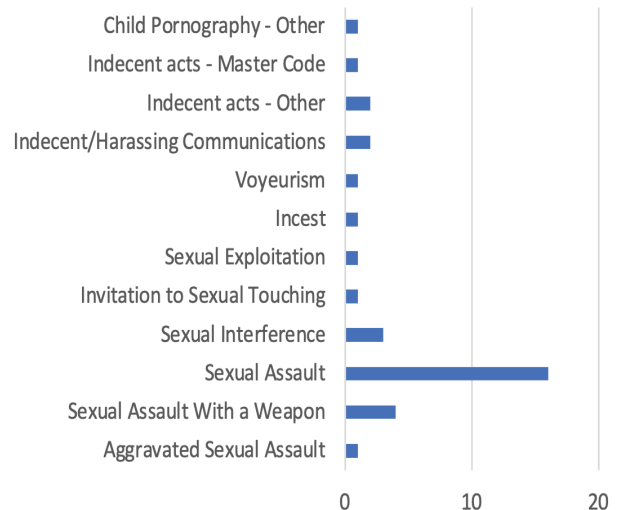 Child Pornography - Other
Indecent acts - Master Code
Indecent acts - Other
Indecent/Harassing Communications
Voyeurism
Incest
Sexual Exploitation
Invitation to Sexual Touching
Sexual Interference
Sexual Assault
Sexual Assault With a Weapon
Aggravated Sexual Assault
0 10 20